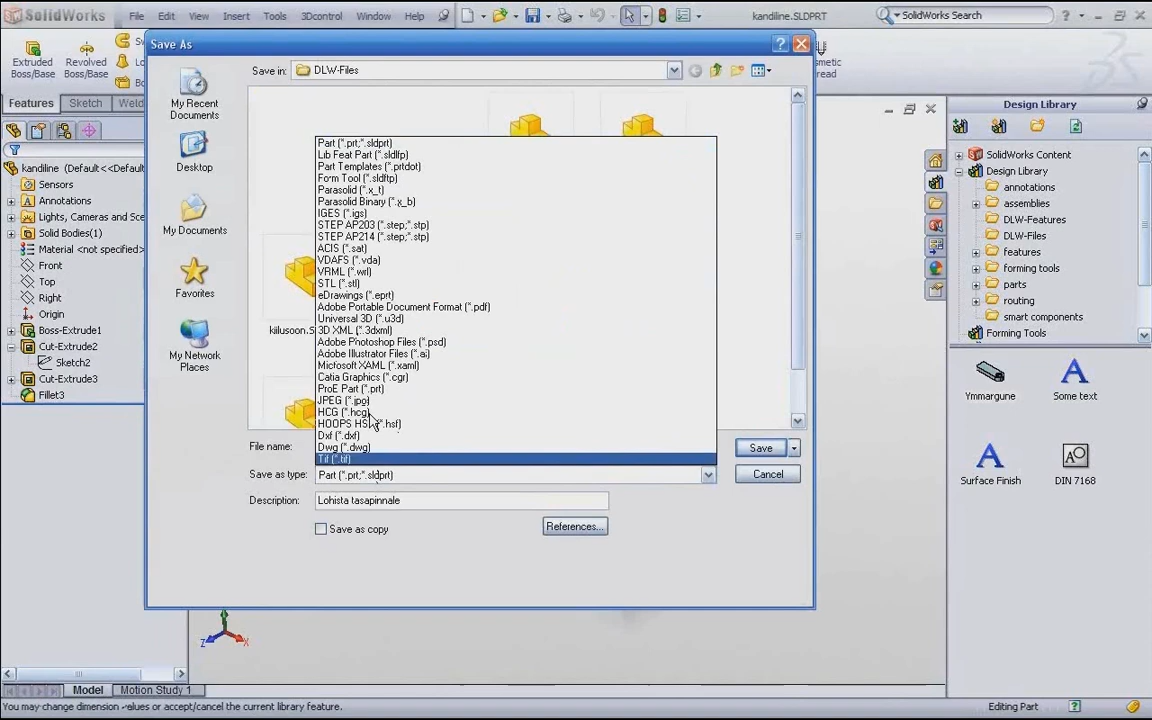 SolidWorks File Edit View Insert Tools 3Dcontrol Window Help kandiline.SLDPRT SolidWorks Search
Save As
Extruded Boss/Base
Revolved Boss/Base
Features Sketch Weld
kandiline (Default<<Default>
Sensors
Annotations
Lights, Cameras and Sce
Solid Bodies(1)
Material <not specified>
Front
Top
Right
Origin
Boss-Extrude1
Cut-Extrude2
Sketch2
Cut-Extrude3
Fillet3
Save in: DLW-Files
My Recent Documents
Desktop
My Documents
Favorites
My Network Places
Part (*.prt;*.sldprt)
Lib Feat Part (*.sldlfp)
Part Templates (*.prtdot)
Form Tool (*.sldftp)
Parasolid (*.x_t)
Parasolid Binary (*.x_b)
IGES (*.igs)
STEP AP203 (*.step;*.stp)
STEP AP214 (*.step;*.stp)
ACIS (*.sat)
VDAFS (*.vda)
VRML (*.wrl)
STL (*.stl)
eDrawings (*.eprt)
Adobe Portable Document Format (*.pdf)
Universal 3D (*.u3d)
3D XML (*.3dxml)
Adobe Photoshop Files (*.psd)
Adobe Illustrator Files (*.ai)
Microsoft XAML (*.xaml)
Catia Graphics (*.cgr)
ProE Part (*.prt)
JPEG (*.jpg)
HCG (*.hcg)
HOOPS HSF (*.hsf)
Dxf (*.dxf)
Dwg (*.dwg)
Tif (*.tif)
kiilusoon.S
File name: Save
Save as type: Part (*.prt;*.sldprt) Cancel
Description: Lohista tasapinnale
Save as copy References...
Design Library
SolidWorks Content
Design Library
annotations
assemblies
DLW-Features
DLW-Files
features
forming tools
parts
routing
smart components
Forming Tools
Ymmargune
Some text
Surface Finish
DIN 7168
Model Motion Study 1
You may change dimension values or accept/cancel the current library feature. Editing Part